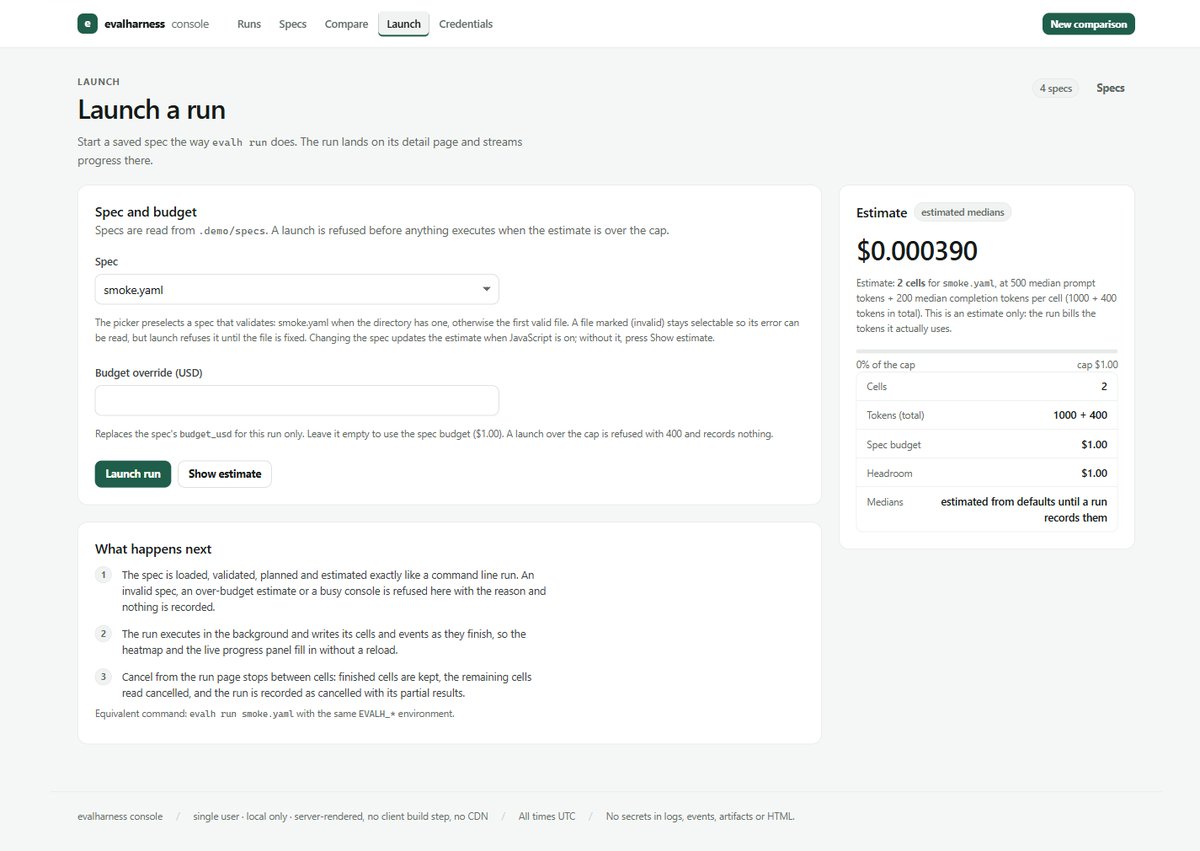 e evalharness console Runs Specs Compare Launch Credentials New comparison
LAUNCH
4 specs Specs
Launch a run
Start a saved spec the way evalh run does. The run lands on its detail page and streams
progress there.
Spec and budget
Specs are read from .demo/specs. A launch is refused before anything executes when the estimate is over the cap.
Spec
smoke.yaml
The picker preselects a spec that validates: smoke.yaml when the directory has one, otherwise the first valid file. A file marked (invalid) stays selectable so its error can
be read, but launch refuses it until the file is fixed. Changing the spec updates the estimate when JavaScript is on; without it, press Show estimate.
Budget override (USD)
Replaces the spec's budget_usd for this run only. Leave it empty to use the spec budget ($1.00). A launch over the cap is refused with 400 and records nothing.
Launch run Show estimate
What happens next
1 The spec is loaded, validated, planned and estimated exactly like a command line run. An
invalid spec, an over-budget estimate or a busy console is refused here with the reason and
nothing is recorded.
2 The run executes in the background and writes its cells and events as they finish, so the
heatmap and the live progress panel fill in without a reload.
3 Cancel from the run page stops between cells: finished cells are kept, the remaining cells
read cancelled, and the run is recorded as cancelled with its partial results.
Equivalent command: evalh run smoke.yaml with the same EVALH_* environment.
Estimate estimated medians
$0.000390
Estimate: 2 cells for smoke.yaml, at 500 median prompt
tokens + 200 median completion tokens per cell (1000 + 400
tokens in total). This is an estimate only: the run bills the
tokens it actually uses.
0% of the cap cap $1.00
Cells 2
Tokens (total) 1000 + 400
Spec budget $1.00
Headroom $1.00
Medians estimated from defaults until a run
records them
evalharness console / single user · local only · server-rendered, no client build step, no CDN / All times UTC / No secrets in logs, events, artifacts or HTML.